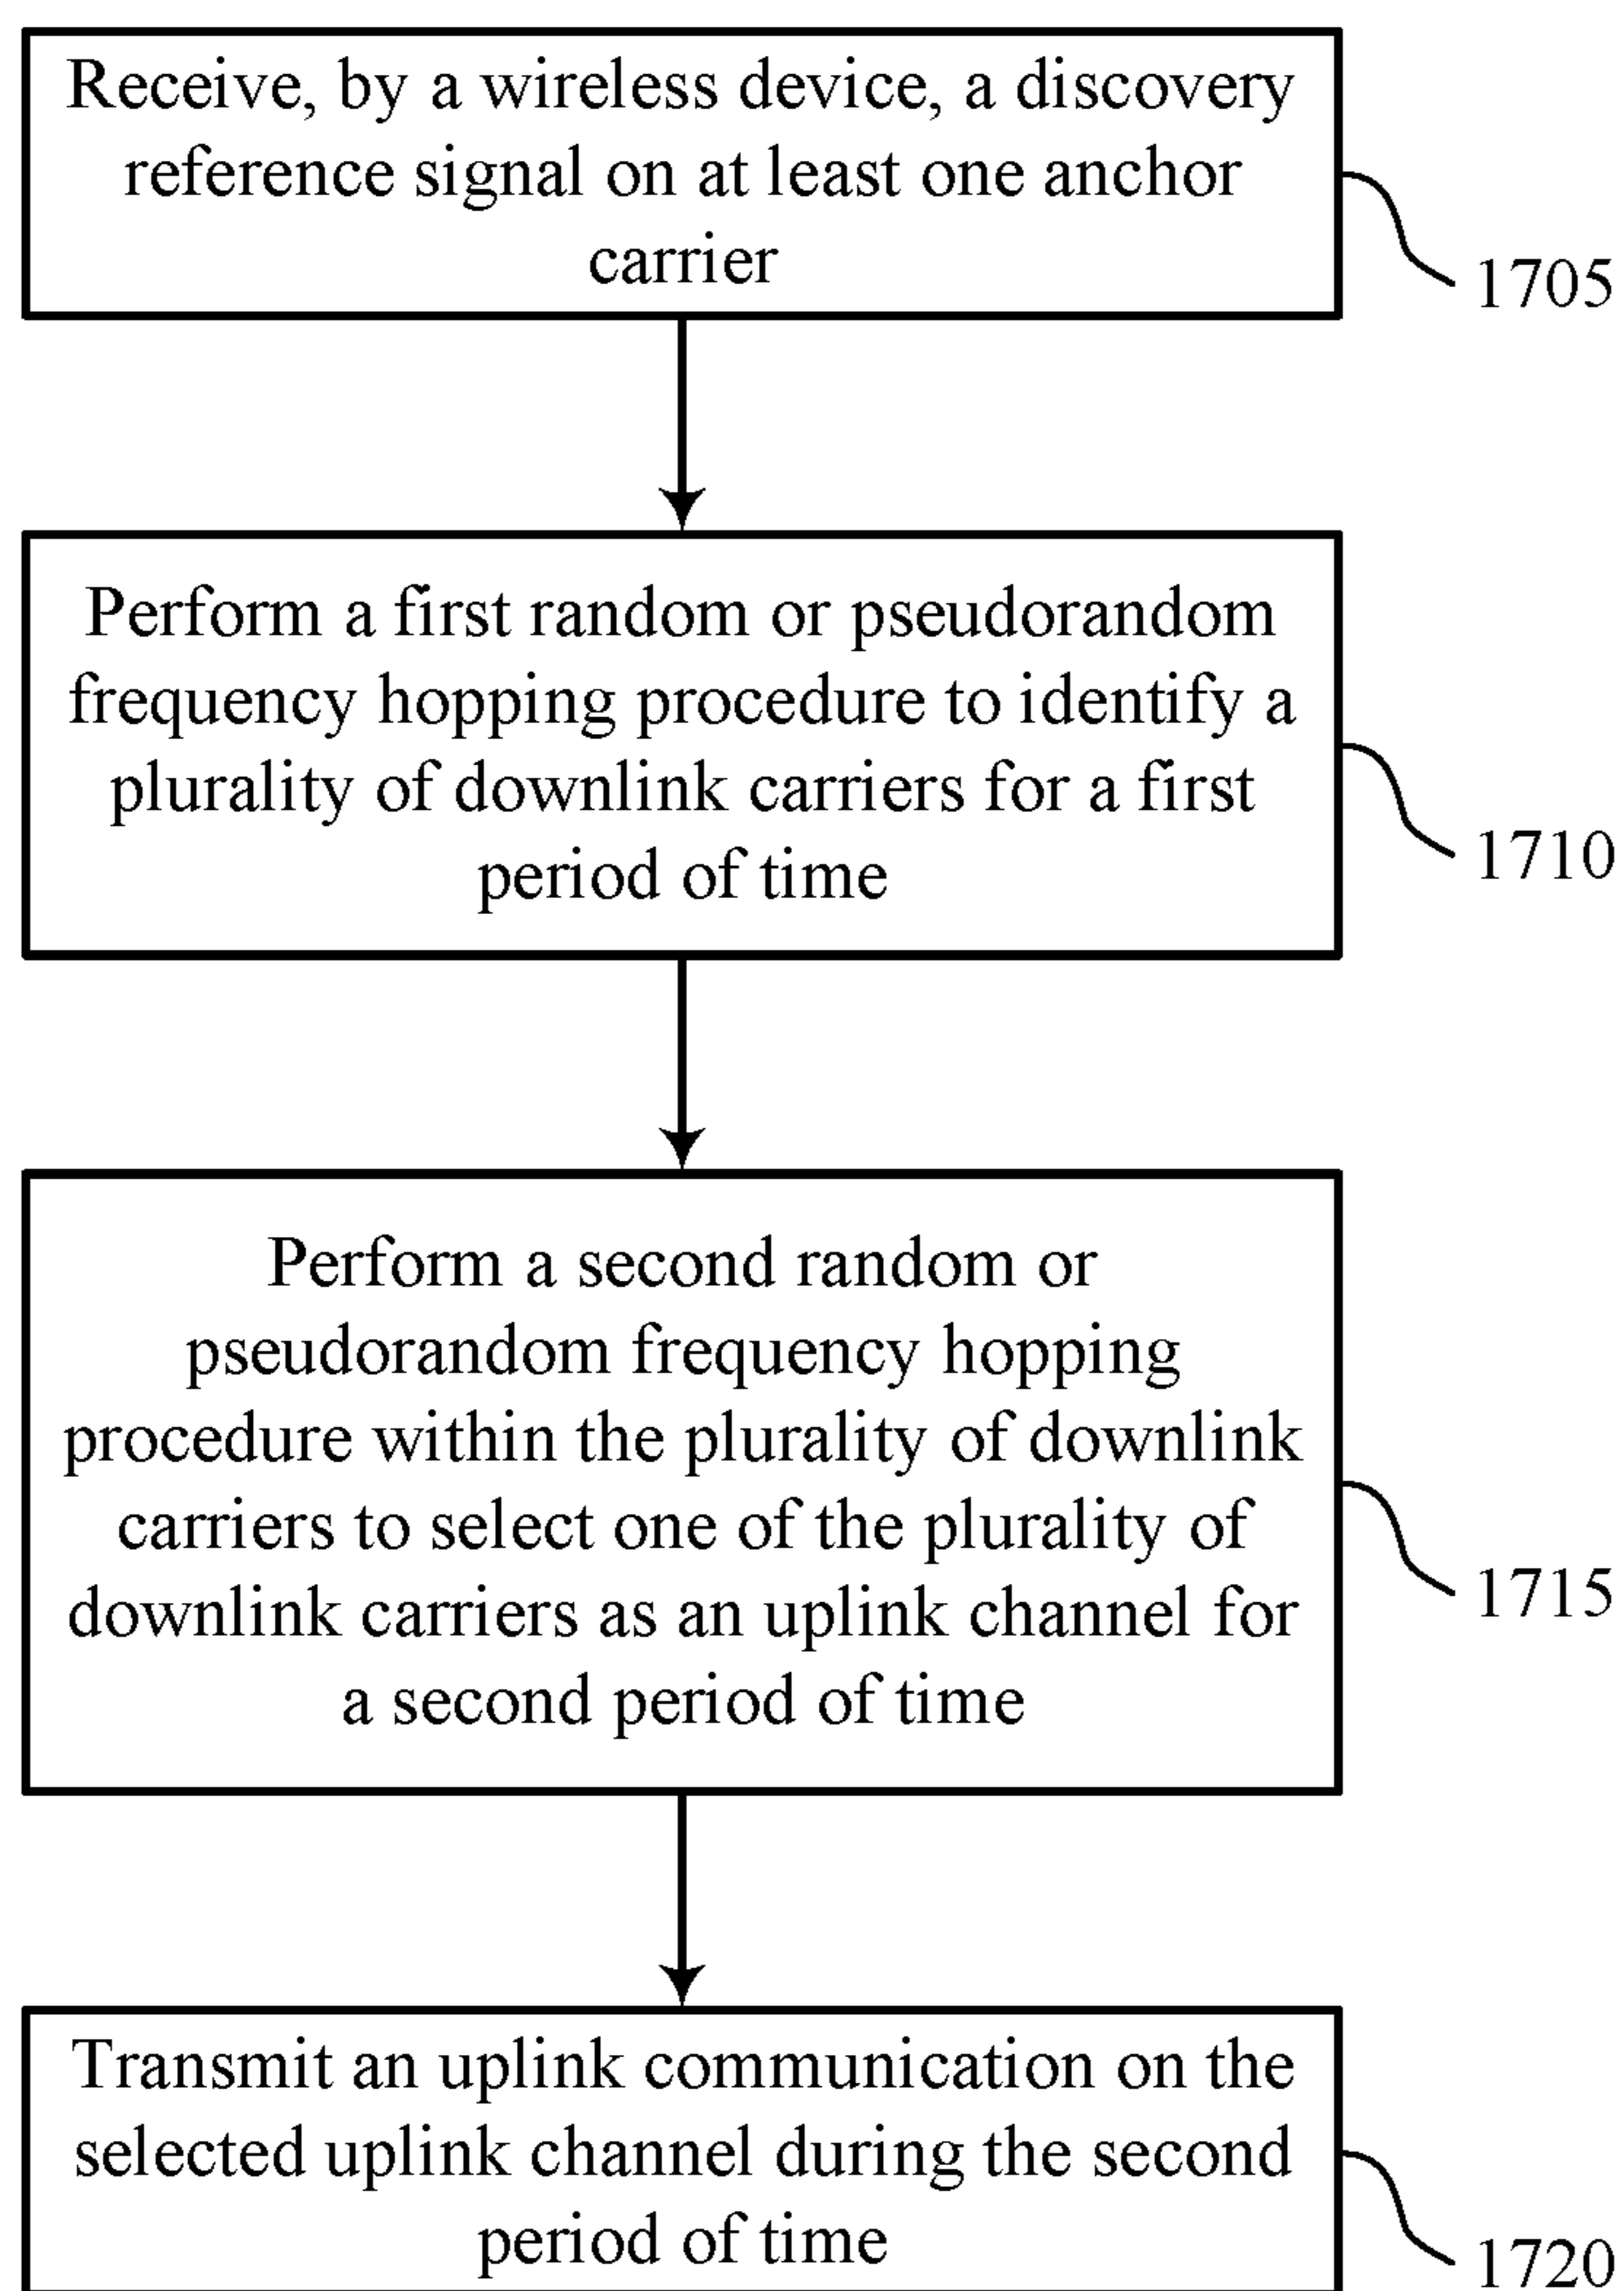 Receive, by a wireless device, a discovery
reference signal on at least one anchor
carrier
1705
Perform a first random or pseudorandom
frequency hopping procedure to identify a
plurality of downlink carriers for a first
period of time
1710
Perform a second random or
pseudorandom frequency hopping
procedure within the plurality of downlink
carriers to select one of the plurality of
downlink carriers as an uplink channel for
a second period of time
1715
Transmit an uplink communication on the
selected uplink channel during the second
period of time
1720